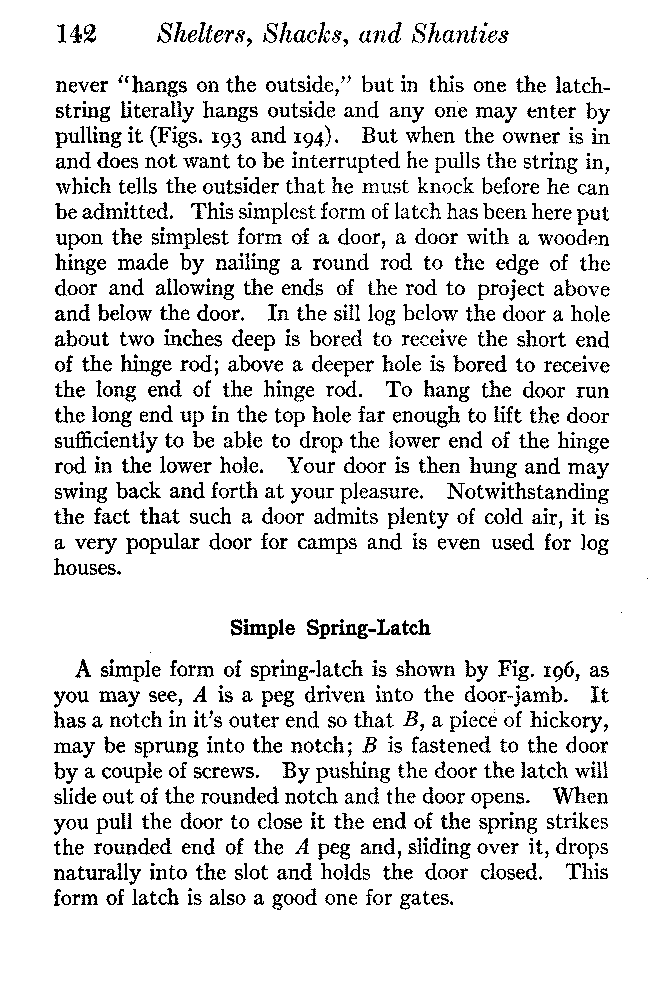 142 Shelters, Shacks, and Shanties
never "hangs on the outside," but in this one the latch-
string literally hangs outside and any one may enter by
pulling it (Figs. 193 and 194). But when the owner is in
and does not want to be interrupted he pulls the string in,
which tells the outsider that he must knock before he can
be admitted. This simplest form of latch has been here put
upon the simplest form of a door, a door with a wooden
hinge made by nailing a round rod to the edge of the
door and allowing the ends of the rod to project above
and below the door. In the sill log below the door a hole
about two inches deep is bored to receive the short end
of the hinge rod; above a deeper hole is bored to receive
the long end of the hinge rod. To hang the door run
the long end up in the top hole far enough to lift the door
sufficiently to be able to drop the lower end of the hinge
rod in the lower hole. Your door is then hung and may
swing back and forth at your pleasure. Notwithstanding
the fact that such a door admits plenty of cold air, it is
a very popular door for camps and is even used for log
houses.
Simple Spring-Latch
A simple form of spring-latch is shown by Fig. 196, as
you may see, A is a peg driven into the door-jamb. It
has a notch in it's outer end so that B, a piece of hickory,
may be sprung into the notch; B is fastened to the door
by a couple of screws. By pushing the door the latch will
slide out of the rounded notch and the door opens. When
you pull the door to close it the end of the spring strikes
the rounded end of the A peg and, sliding over it, drops
naturally into the slot and holds the door closed. This
form of latch is also a good one for gates.